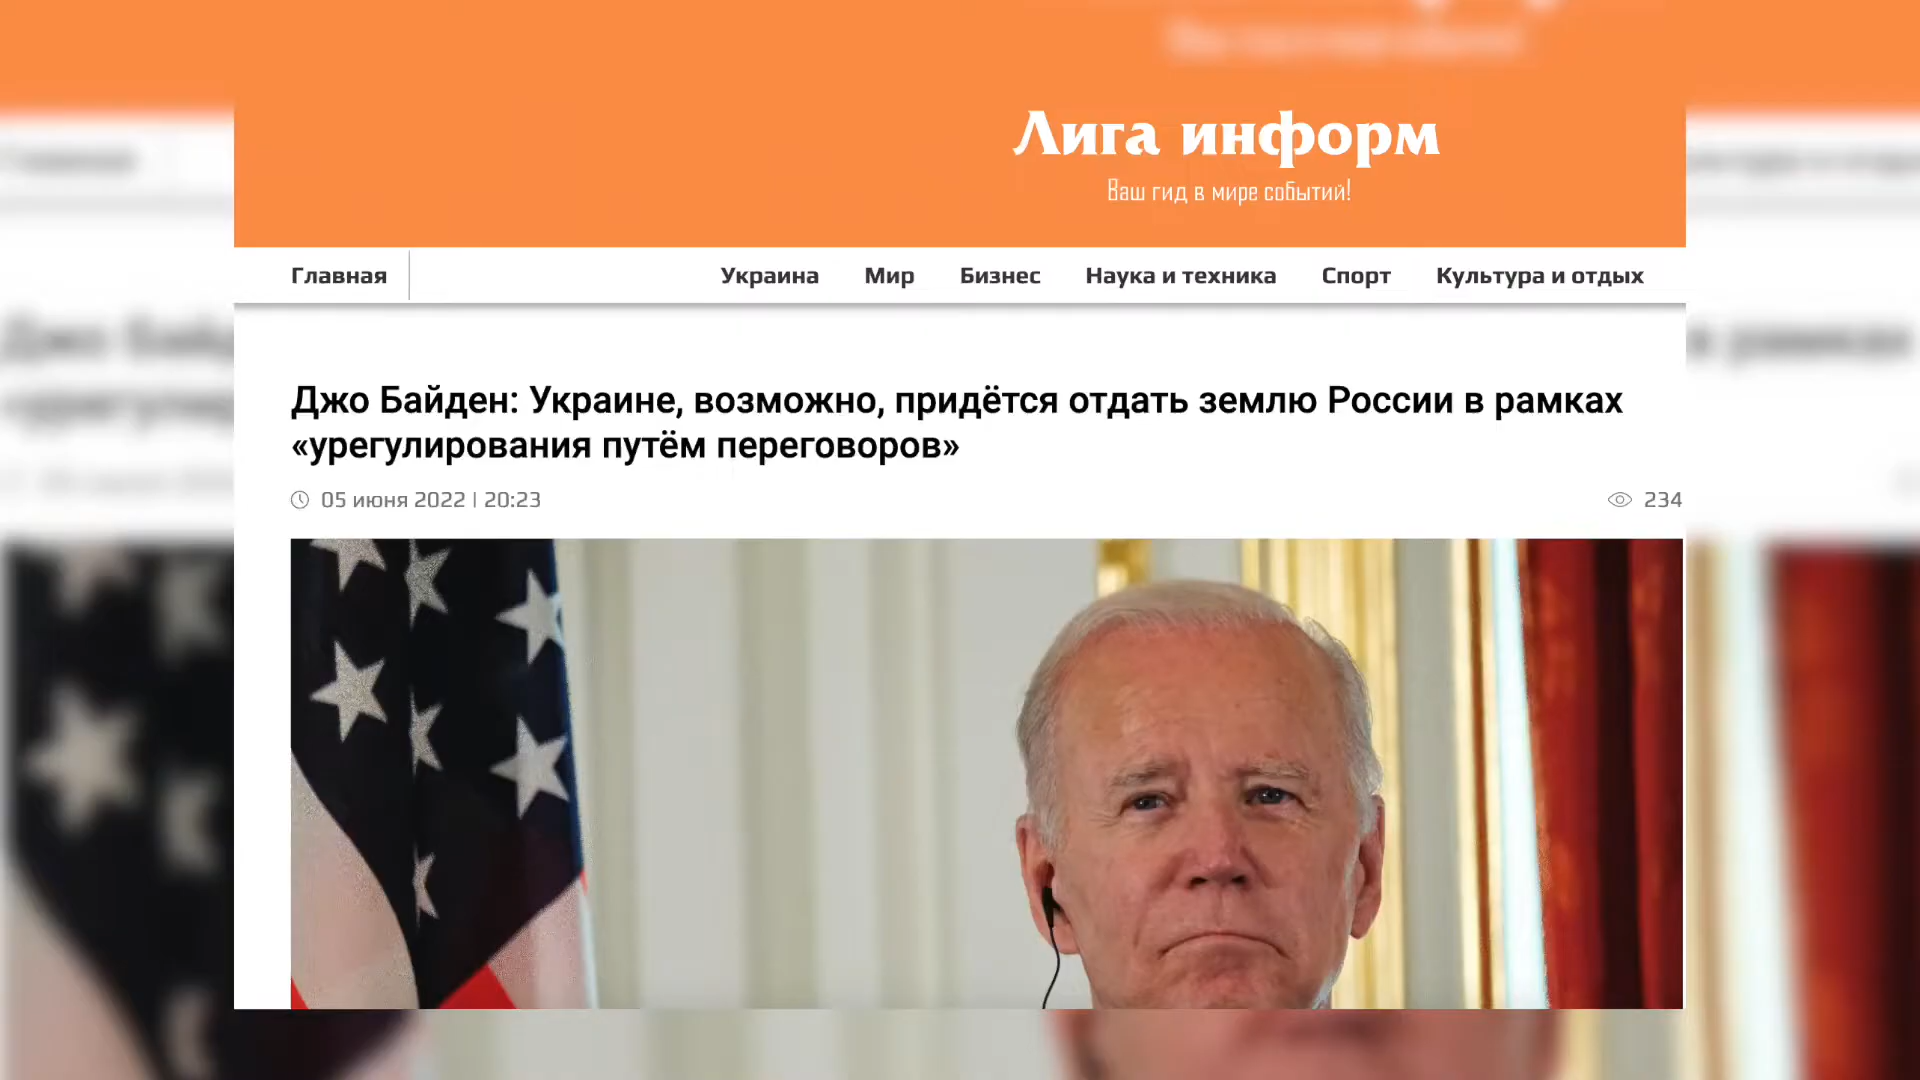 Лига информ
Ваш гид в мире событий!
Главная Украина Мир Бизнес Наука и техника Спорт Культура и отдых
Джо Байден: Украине, возможно, придётся отдать землю России в рамках
«урегулирования путём переговоров»
05 июня 2022 | 20:23 234